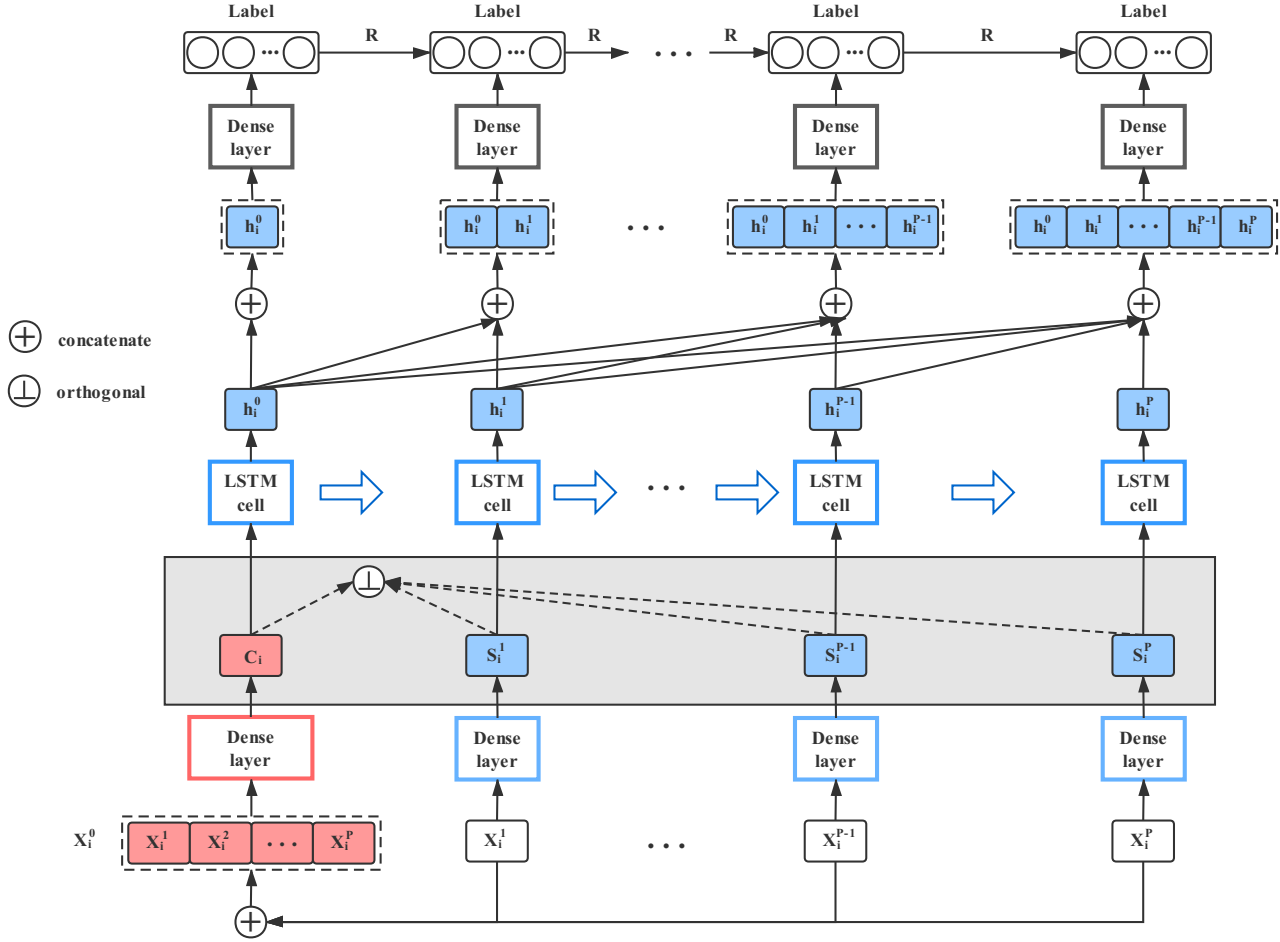 Label Label Label Label
R R ... R R
... ... ... ...
Dense layer Dense layer Dense layer Dense layer
h_i^0 h_i^0 h_i^1 ... h_i^0 h_i^1 ... h_i^{P-1} h_i^0 h_i^1 ... h_i^{P-1} h_i^P
+ + + +
+ concatenate
⊥ orthogonal
h_i^0 h_i^1 h_i^{P-1} h_i^P
LSTM cell LSTM cell ... LSTM cell LSTM cell
⊥
C_i S_i^1 S_i^{P-1} S_i^P
Dense layer Dense layer Dense layer Dense layer
X_i^0 X_i^1 X_i^2 ... X_i^P X_i^1 ... X_i^{P-1} X_i^P
+